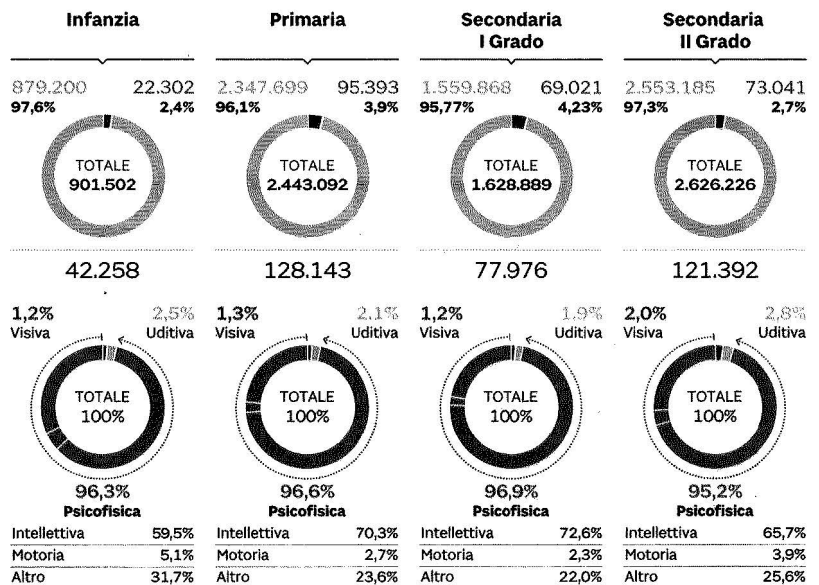 Infanzia
879.200 22.302
97,6% 2,4%
TOTALE
901.502
42.258
1,2% 2,5%
Visiva Uditiva
TOTALE
100%
96,3%
Psicofisica
Intellettiva 59,5%
Motoria 5,1%
Altro 31,7%
Primaria
2.347.699 95.393
96,1% 3,9%
TOTALE
2.443.092
128.143
1,3% 2,1%
Visiva Uditiva
TOTALE
100%
96,6%
Psicofisica
Intellettiva 70,3%
Motoria 2,7%
Altro 23,6%
Secondaria
I Grado
1.559.868 69.021
95,77% 4,23%
TOTALE
1.628.889
77.976
1,2% 1,9%
Visiva Uditiva
TOTALE
100%
96,9%
Psicofisica
Intellettiva 72,6%
Motoria 2,3%
Altro 22,0%
Secondaria
II Grado
2.553.185 73.041
97,3% 2,7%
TOTALE
2.626.226
121.392
2,0% 2,8%
Visiva Uditiva
TOTALE
100%
95,2%
Psicofisica
Intellettiva 65,7%
Motoria 3,9%
Altro 25,6%